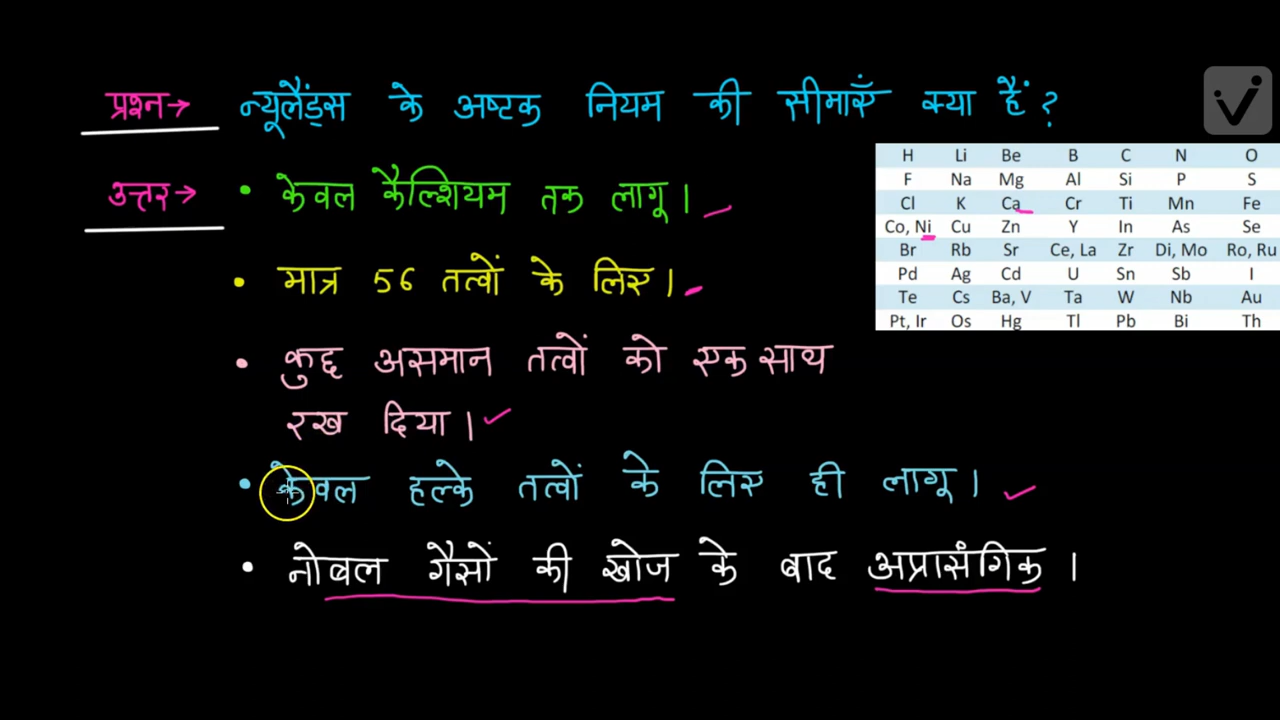 प्रश्न→ न्यूलैंड्स के अष्टक नियम की सीमाएँ क्या हैं ?
उत्तर→ • केवल कैल्शियम तक लागू ।
• मात्र 56 तत्वों के लिए ।
• कुछ असमान तत्वों को एक साथ
रख दिया ।
• केवल हल्के तत्वों के लिए ही लागू ।
• नोबल गैसों की खोज के बाद अप्रासंगिक ।
H Li Be B C N O
F Na Mg Al Si P S
Cl K Ca Cr Ti Mn Fe
Co, Ni Cu Zn Y In As Se
Br Rb Sr Ce, La Zr Di, Mo Ro, Ru
Pd Ag Cd U Sn Sb I
Te Cs Ba, V Ta W Nb Au
Pt, Ir Os Hg Tl Pb Bi Th